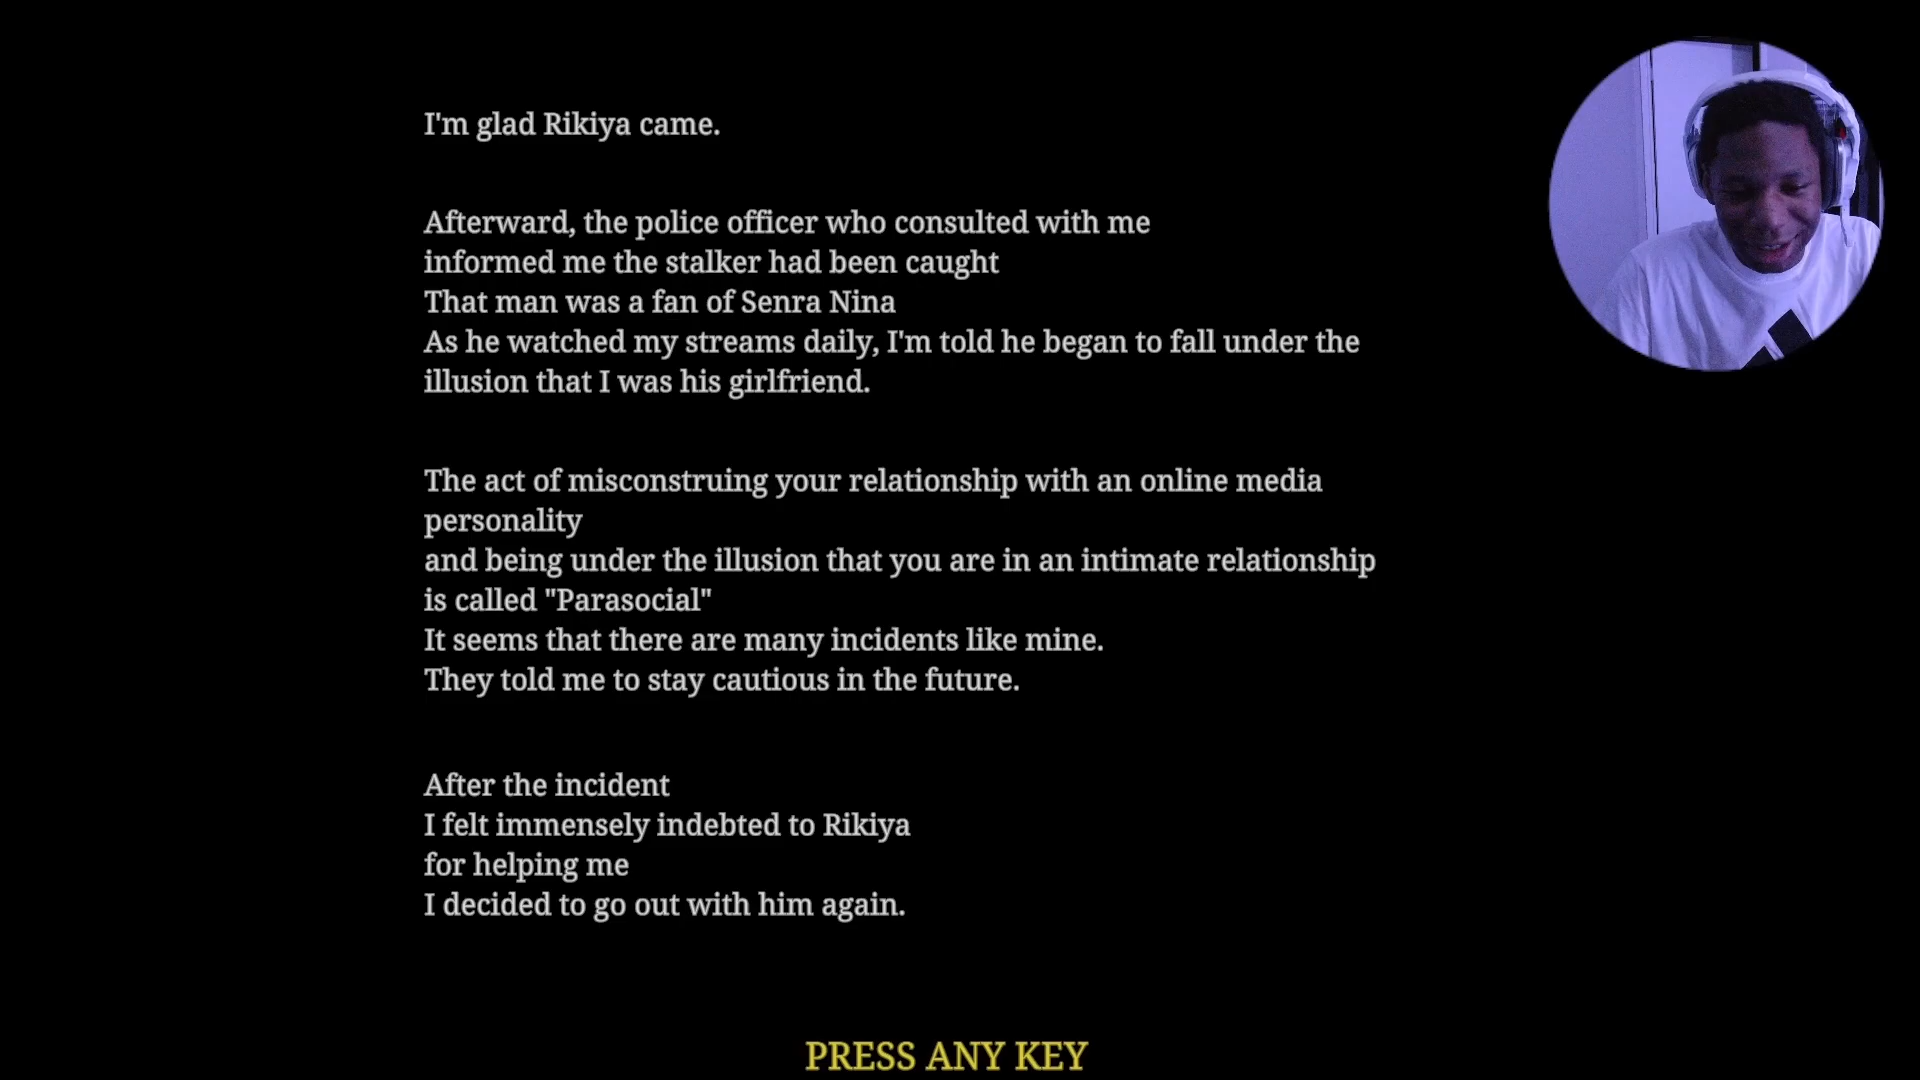 I'm glad Rikiya came.
Afterward, the police officer who consulted with me
informed me the stalker had been caught
That man was a fan of Senra Nina
As he watched my streams daily, I'm told he began to fall under the
illusion that I was his girlfriend.
The act of misconstruing your relationship with an online media
personality
and being under the illusion that you are in an intimate relationship
is called "Parasocial"
It seems that there are many incidents like mine.
They told me to stay cautious in the future.
After the incident
I felt immensely indebted to Rikiya
for helping me
I decided to go out with him again.
PRESS ANY KEY